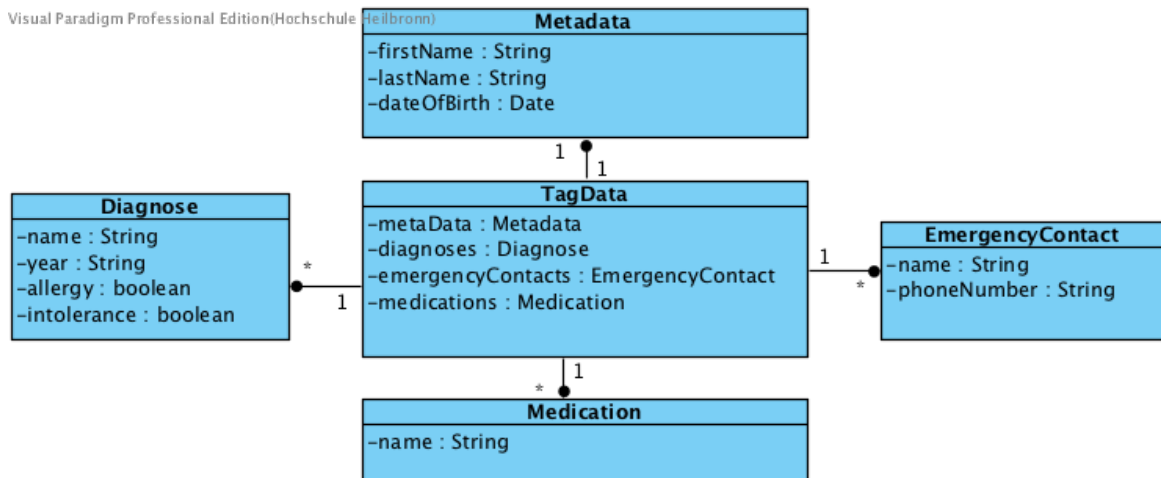 Visual Paradigm Professional Edition(Hochschule Heilbronn)
Metadata
-firstName : String
-lastName : String
-dateOfBirth : Date
1
1
Diagnose
-name : String
-year : String
-allergy : boolean
-intolerance : boolean
*
1
TagData
-metaData : Metadata
-diagnoses : Diagnose
-emergencyContacts : EmergencyContact
-medications : Medication
1
*
EmergencyContact
-name : String
-phoneNumber : String
1
*
Medication
-name : String